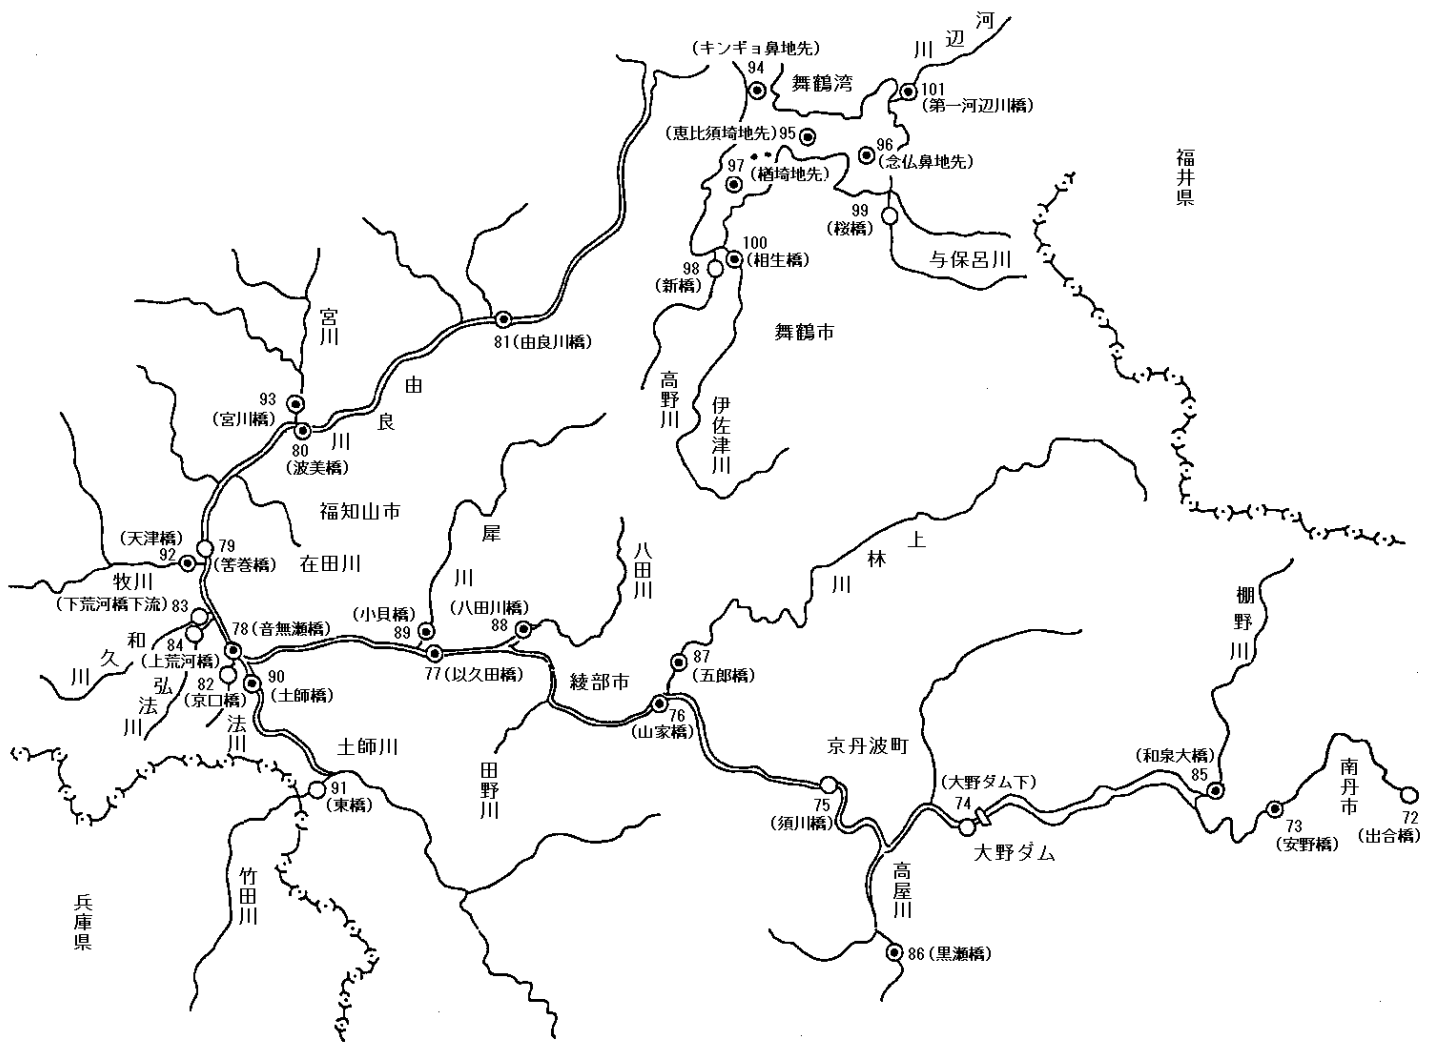 河辺川
(キンギョ鼻地先)
94
舞鶴湾
101
(第一河辺川橋)
(恵比須埼地先)
95
96
(念仏鼻地先)
97
(楢埼地先)
福井県
99
(桜橋)
与保呂川
100
(相生橋)
98
(新橋)
舞鶴市
高野川
伊佐津川
宮川
81(由良川橋)
由良川
93
(宮川橋)
80
(波美橋)
福知山市
在田川
(天津橋)
92
79
(筈巻橋)
牧川
(下荒河橋下流)
83
84
(上荒河橋)
和久川
弘法川
78(音無瀬橋)
82
(京口橋)
法川
90
(土師橋)
土師川
91
(東橋)
竹田川
兵庫県
犀川
(小貝橋)
89
77(以久田橋)
(八田川橋)
88
八田川
綾部市
田野川
上林川
87
(五郎橋)
76
(山家橋)
京丹波町
75
(須川橋)
(大野ダム下)
74
大野ダム
高屋川
86(黒瀬橋)
棚野川
(和泉大橋)
85
73
(安野橋)
南丹市
72
(出合橋)